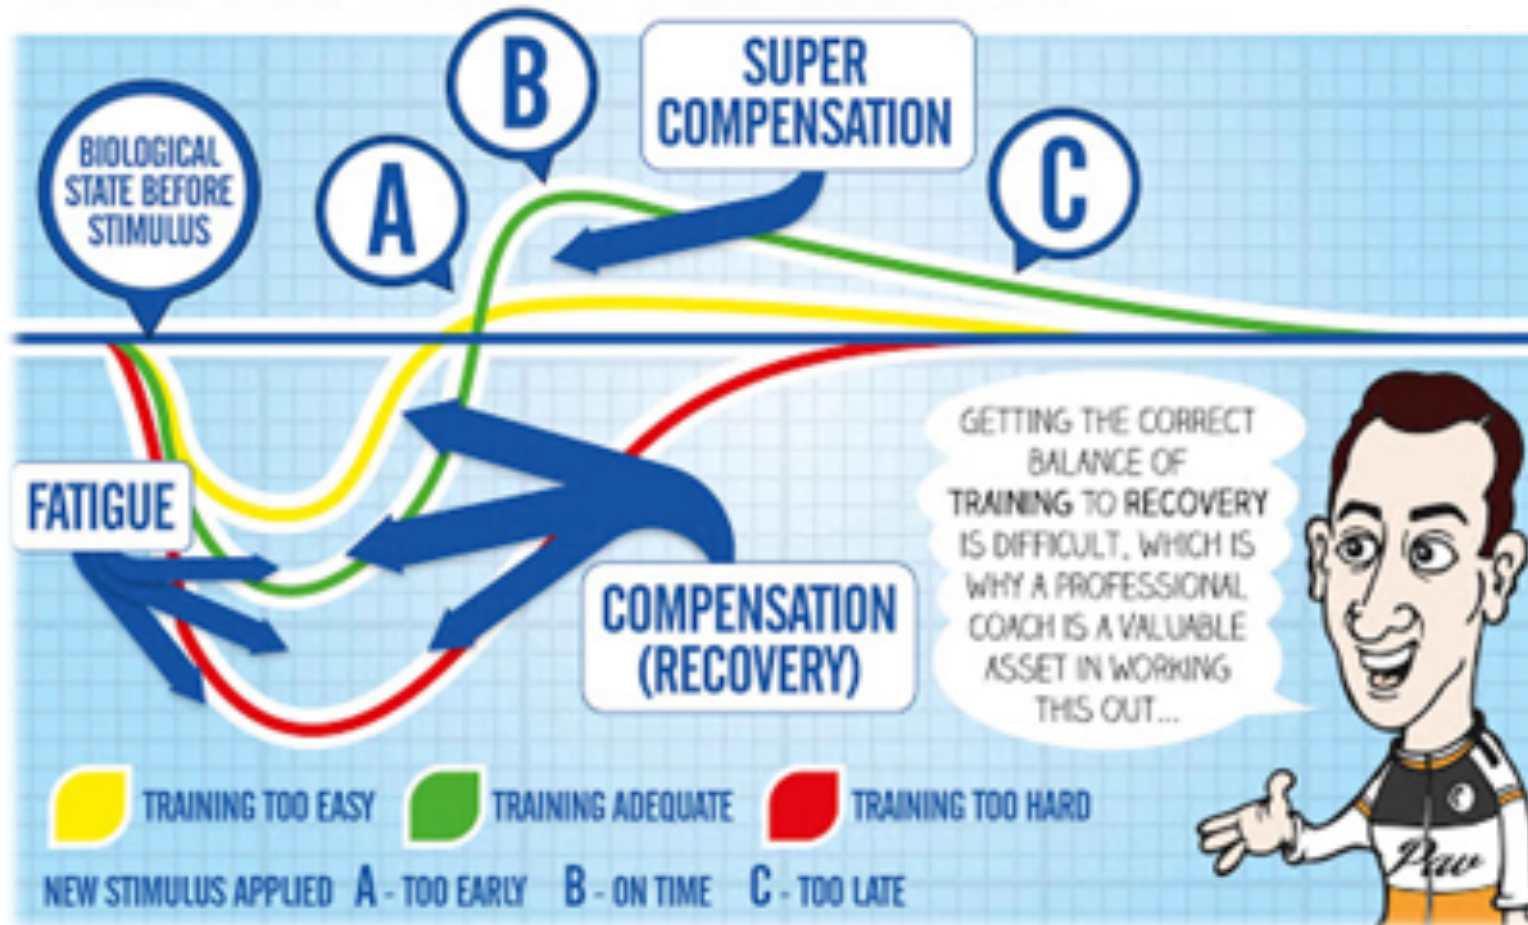 BIOLOGICAL
STATE BEFORE
STIMULUS
A
B
SUPER
COMPENSATION
C
FATIGUE
COMPENSATION
(RECOVERY)
GETTING THE CORRECT
BALANCE OF
TRAINING TO RECOVERY
IS DIFFICULT, WHICH IS
WHY A PROFESSIONAL
COACH IS A VALUABLE
ASSET IN WORKING
THIS OUT...
Pav
TRAINING TOO EASY
TRAINING ADEQUATE
TRAINING TOO HARD
NEW STIMULUS APPLIED A - TOO EARLY B - ON TIME C - TOO LATE